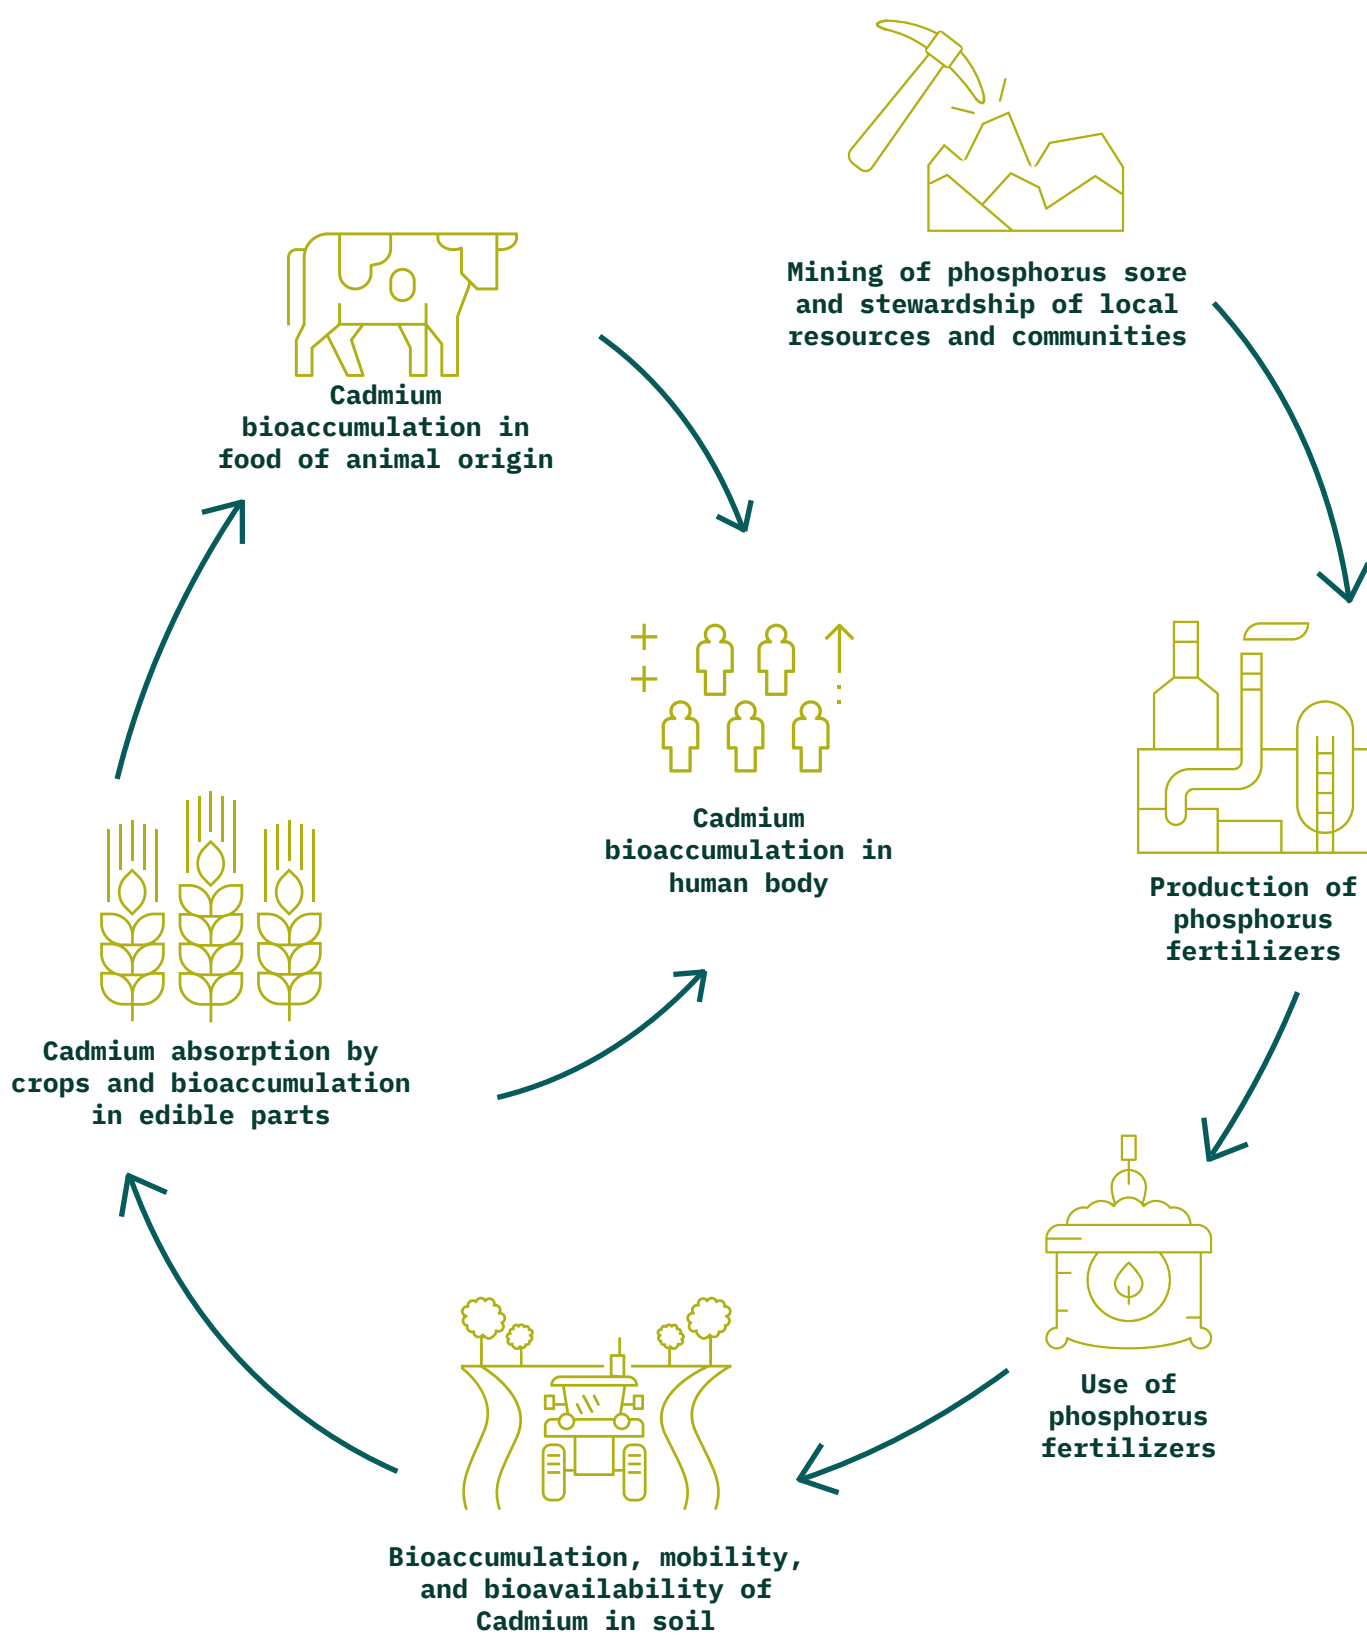 Mining of phosphorus sore
and stewardship of local
resources and communities
Cadmium
bioaccumulation in
food of animal origin
Cadmium
bioaccumulation in
human body
Production of
phosphorus
fertilizers
Cadmium absorption by
crops and bioaccumulation
in edible parts
Use of
phosphorus
fertilizers
Bioaccumulation, mobility,
and bioavailability of
Cadmium in soil